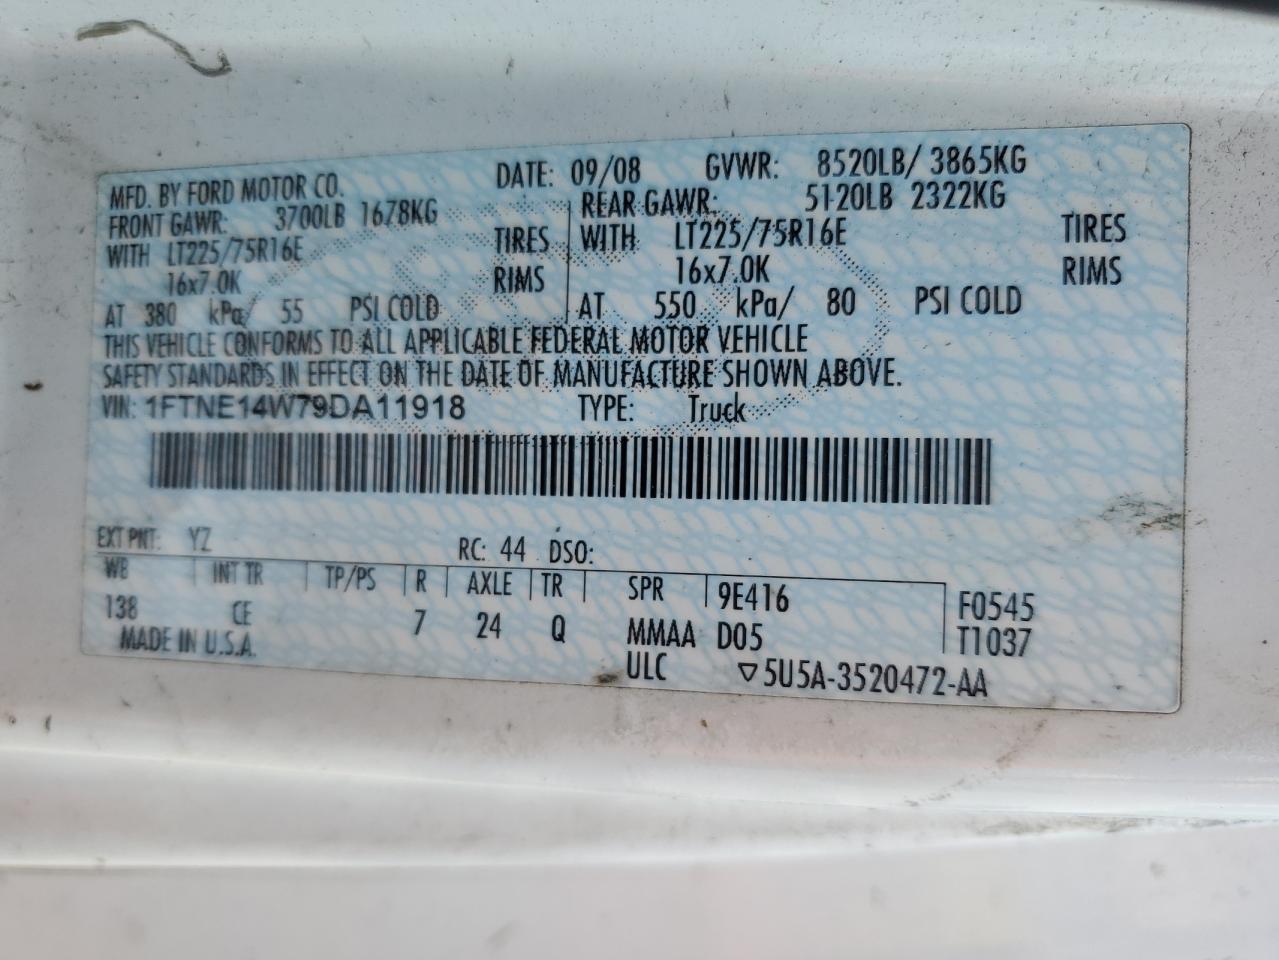 MFD. BY FORD MOTOR CO. DATE: 09/08 GVWR: 8520LB/ 3865KG
FRONT GAWR: 3700LB 1678KG REAR GAWR: 5120LB 2322KG
WITH LT225/75R16E TIRES WITH LT225/75R16E TIRES
16x7.0K RIMS 16x7.0K RIMS
AT 380 kPa/ 55 PSI COLD AT 550 kPa/ 80 PSI COLD
THIS VEHICLE CONFORMS TO ALL APPLICABLE FEDERAL MOTOR VEHICLE
SAFETY STANDARDS IN EFFECT ON THE DATE OF MANUFACTURE SHOWN ABOVE.
VIN: 1FTNE14W79DA11918 TYPE: Truck
EXT PNT: YZ RC: 44 DSO:
WB INT TR TP/PS R AXLE TR SPR 9E416 F0545
138 CE 7 24 Q MMAA D05 T1037
MADE IN U.S.A. ULC ▽5U5A-3520472-AA